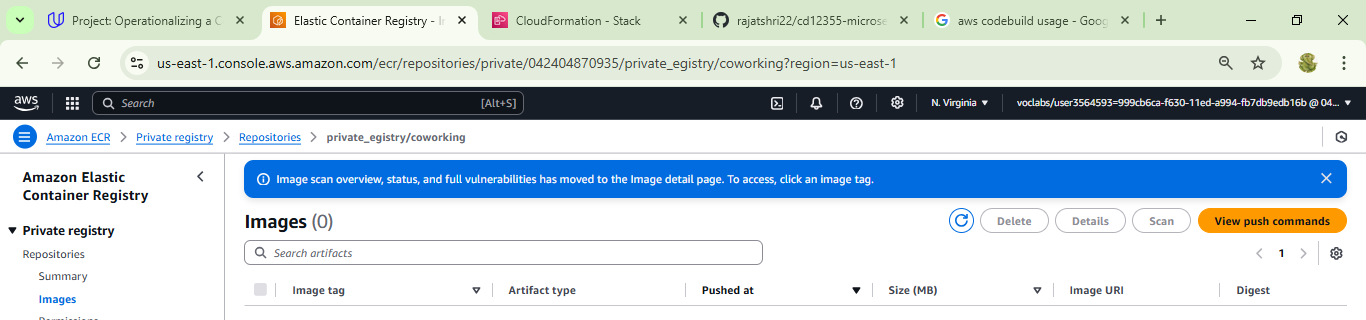 Project: Operationalizing a C
Elastic Container Registry - In
CloudFormation - Stack
rajatshri22/cd12355-microse
aws codebuild usage - Goog
us-east-1.console.aws.amazon.com/ecr/repositories/private/042404870935/private_egistry/coworking?region=us-east-1
aws
Search [Alt+S]
N. Virginia
voclabs/user3564593=999cb6ca-f630-11ed-a994-fb7db9edb16b @ 04...
Amazon ECR
Private registry
Repositories
private_egistry/coworking
Amazon Elastic
Container Registry
Private registry
Repositories
Summary
Images
Permissions
Image scan overview, status, and full vulnerabilities has moved to the Image detail page. To access, click an image tag.
Images (0)
Delete
Details
Scan
View push commands
Search artifacts
1
Image tag
Artifact type
Pushed at
Size (MB)
Image URI
Digest